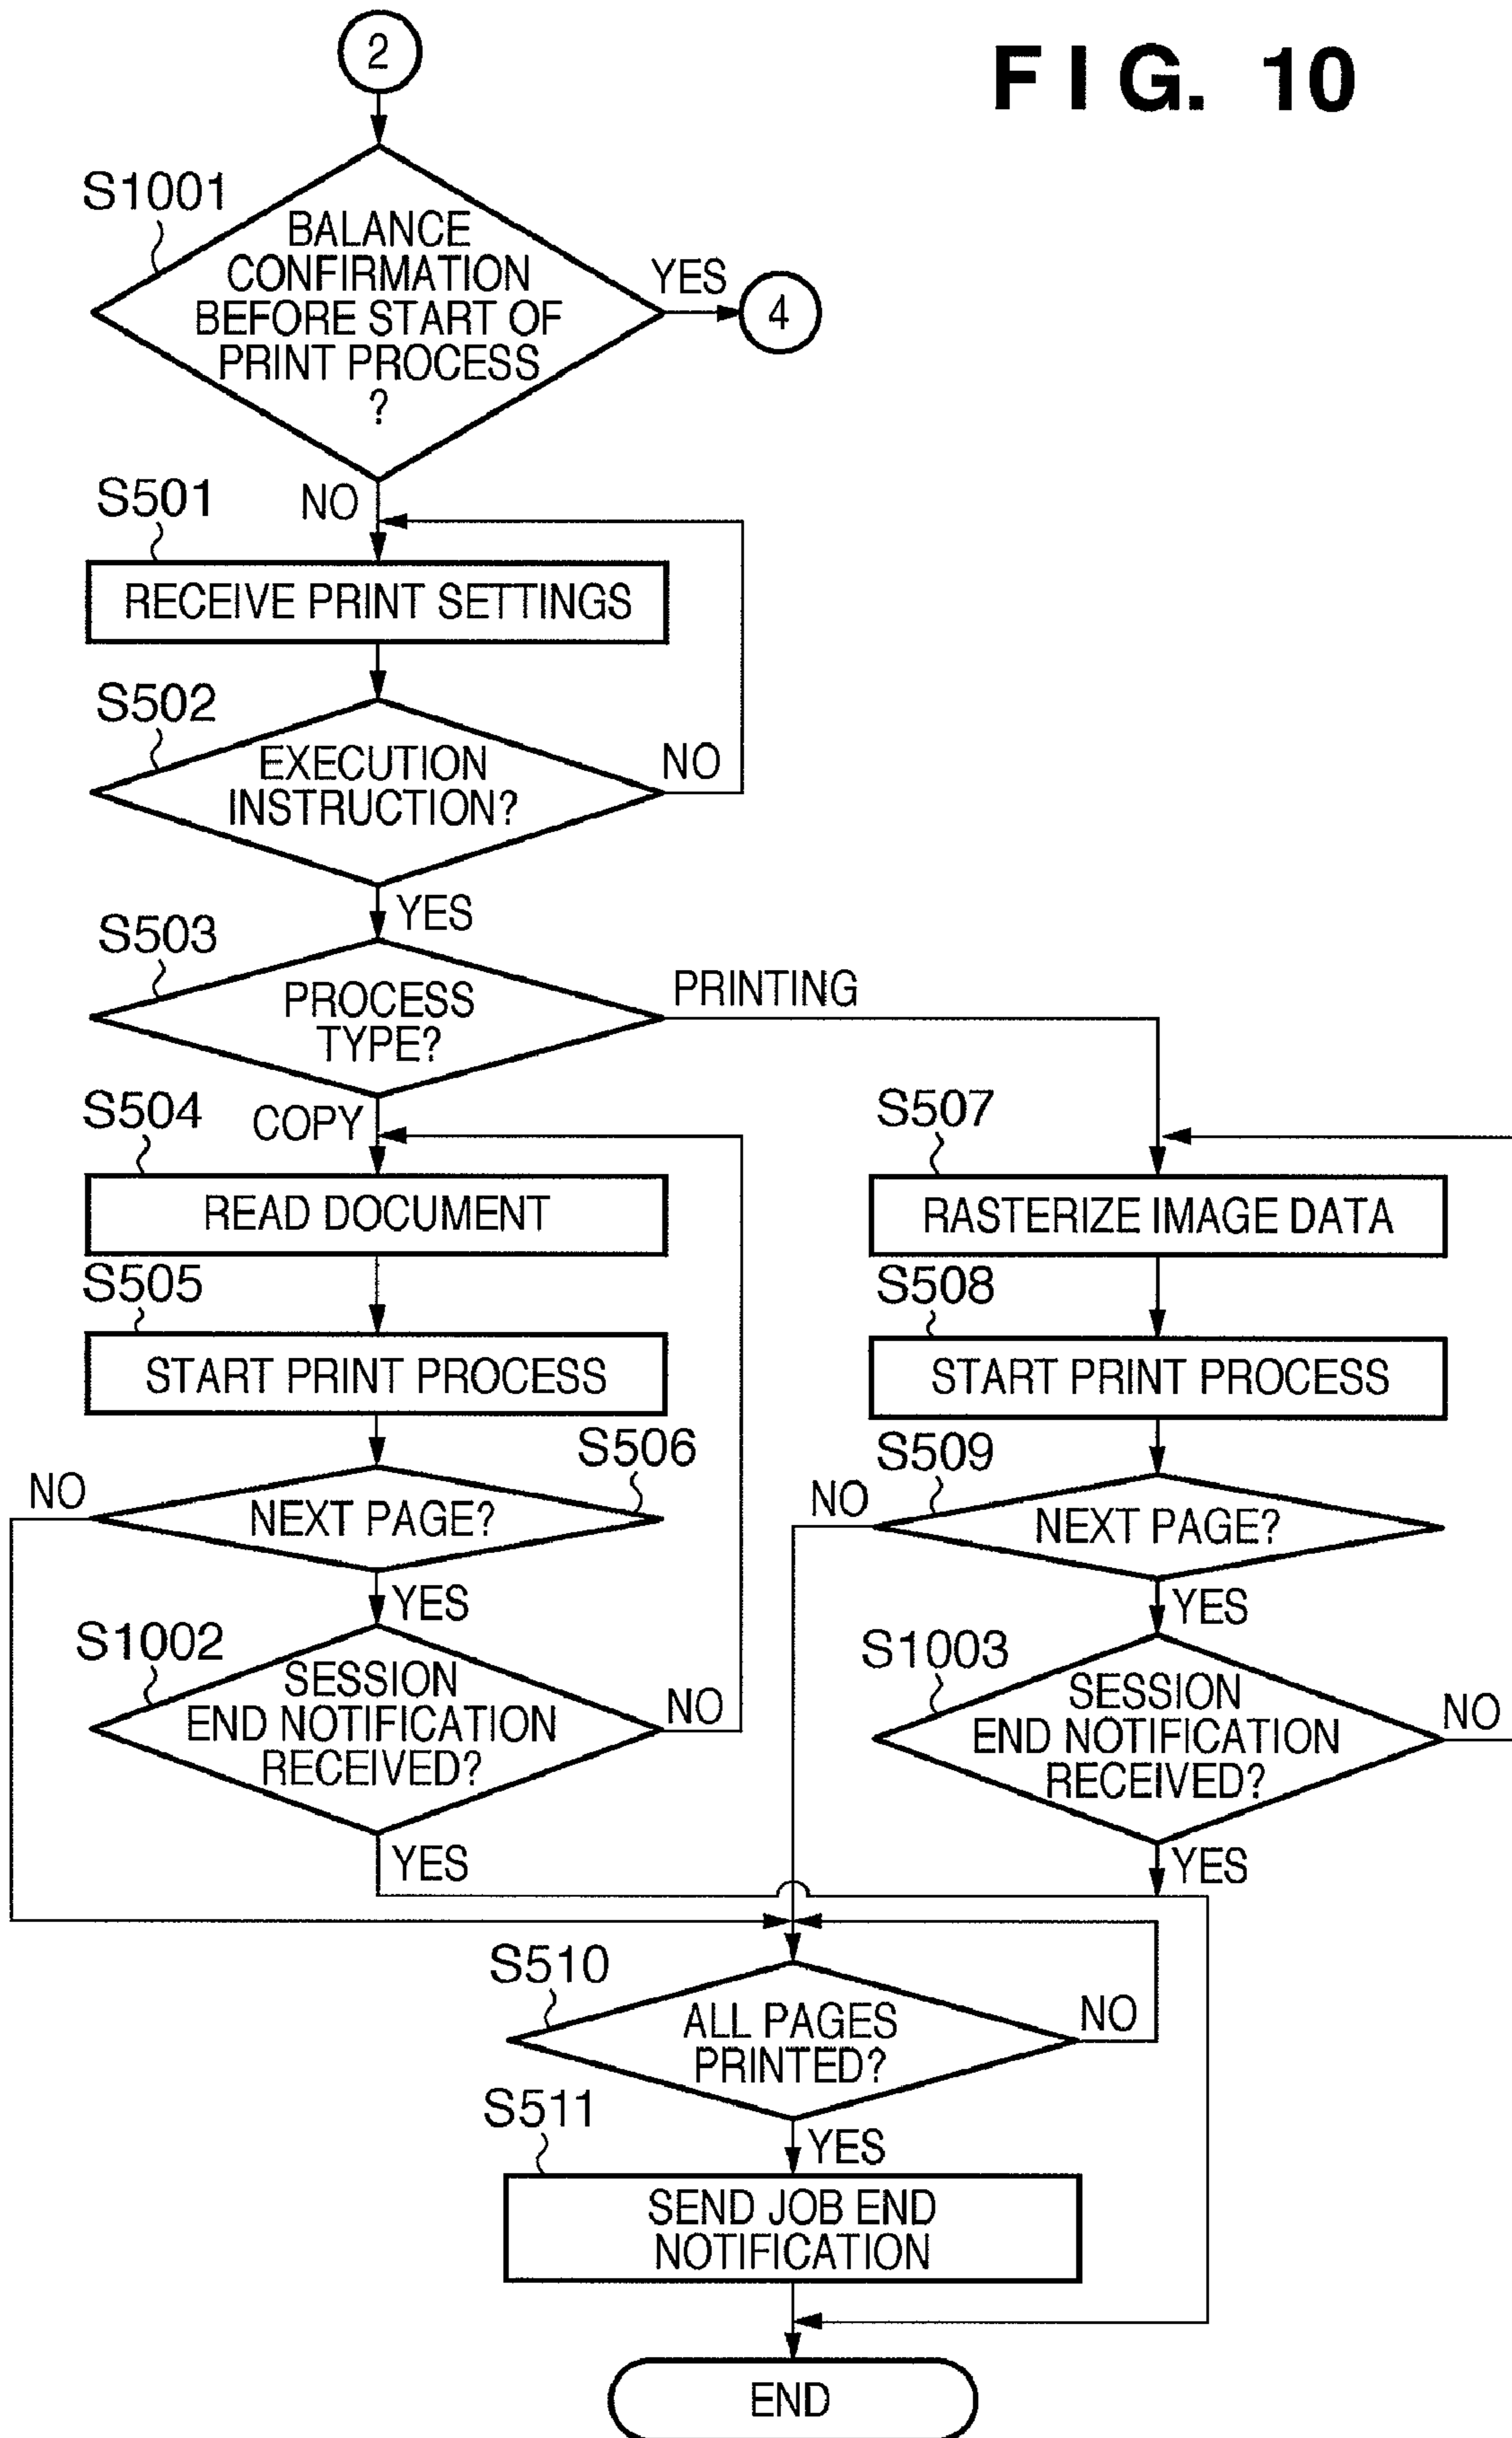 FIG. 10
2
S1001
BALANCE
CONFIRMATION
BEFORE START OF
PRINT PROCESS
?
YES
4
NO
S501
RECEIVE PRINT SETTINGS
S502
EXECUTION
INSTRUCTION?
NO
YES
S503
PROCESS
TYPE?
PRINTING
COPY
S504
READ DOCUMENT
S505
START PRINT PROCESS
S506
NEXT PAGE?
NO
YES
S1002
SESSION
END NOTIFICATION
RECEIVED?
NO
YES
S507
RASTERIZE IMAGE DATA
S508
START PRINT PROCESS
S509
NEXT PAGE?
NO
YES
S1003
SESSION
END NOTIFICATION
RECEIVED?
NO
YES
S510
ALL PAGES
PRINTED?
NO
YES
S511
SEND JOB END
NOTIFICATION
END